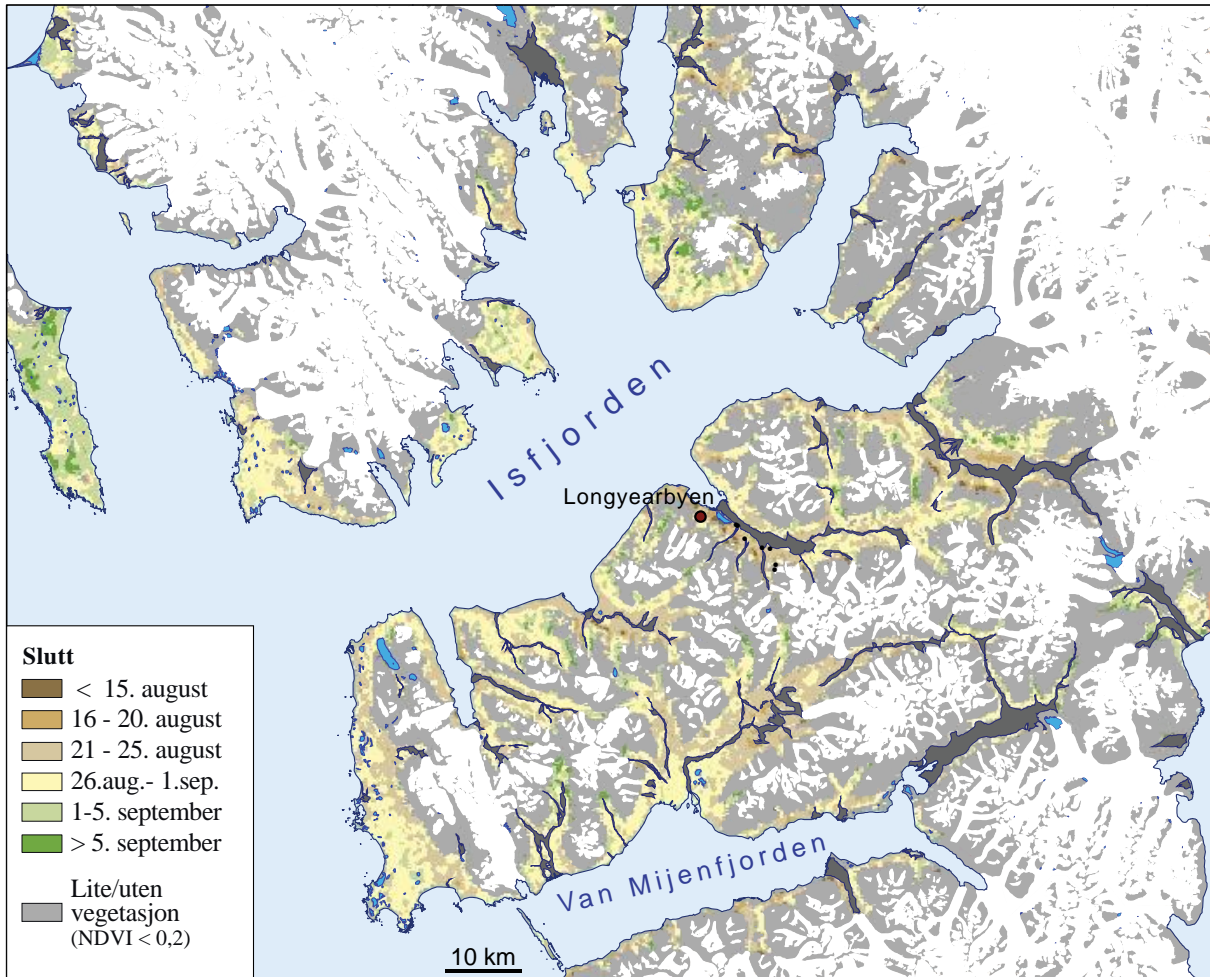 Isfjorden
Longyearbyen
Slutt
< 15. august
16 - 20. august
21 - 25. august
26.aug.- 1.sep.
1-5. september
> 5. september
Lite/uten
vegetasjon
(NDVI < 0,2)
Van Mijenfjorden
10 km